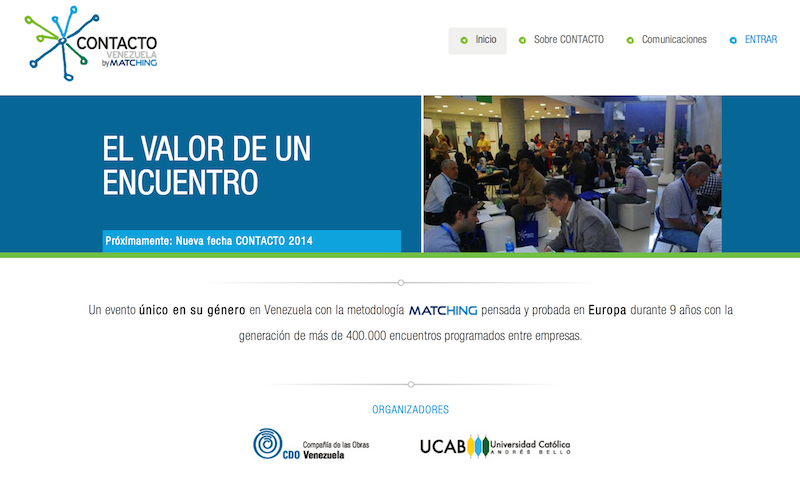 CONTACTO
VENEZUELA
by MATCHING
Inicio
Sobre CONTACTO
Comunicaciones
ENTRAR
EL VALOR DE UN
ENCUENTRO
Próximamente: Nueva fecha CONTACTO 2014
Un evento único en su género en Venezuela con la metodología MATCHING pensada y probada en Europa durante 9 años con la
generación de más de 400.000 encuentros programados entre empresas.
ORGANIZADORES
CDO
Compañía de las Obras
Venezuela
UCAB
Universidad Católica
ANDRÉS BELLO